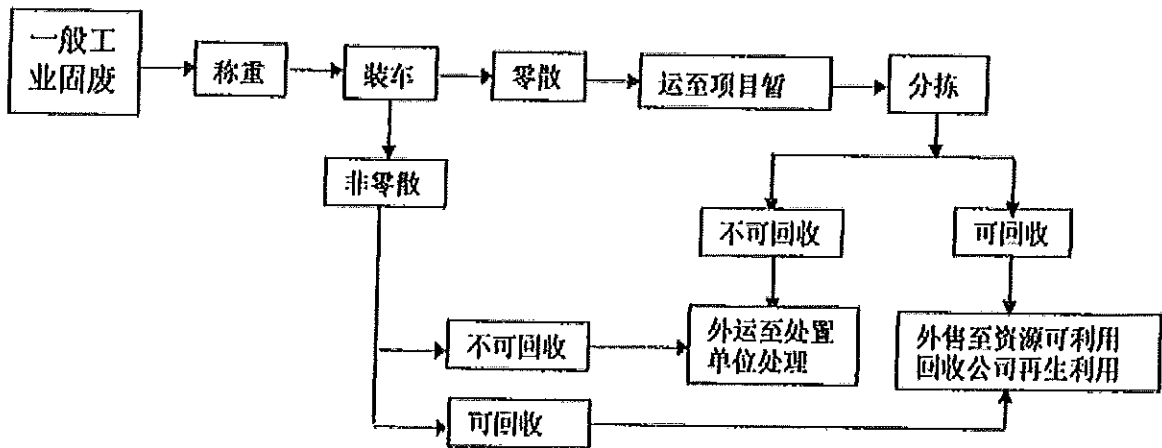 一般工
业固废
称重
装车
零散
运至项目暂
分拣
非零散
不可回收
可回收
不可回收
外运至处置
单位处理
外售至资源可利用
回收公司再生利用
可回收